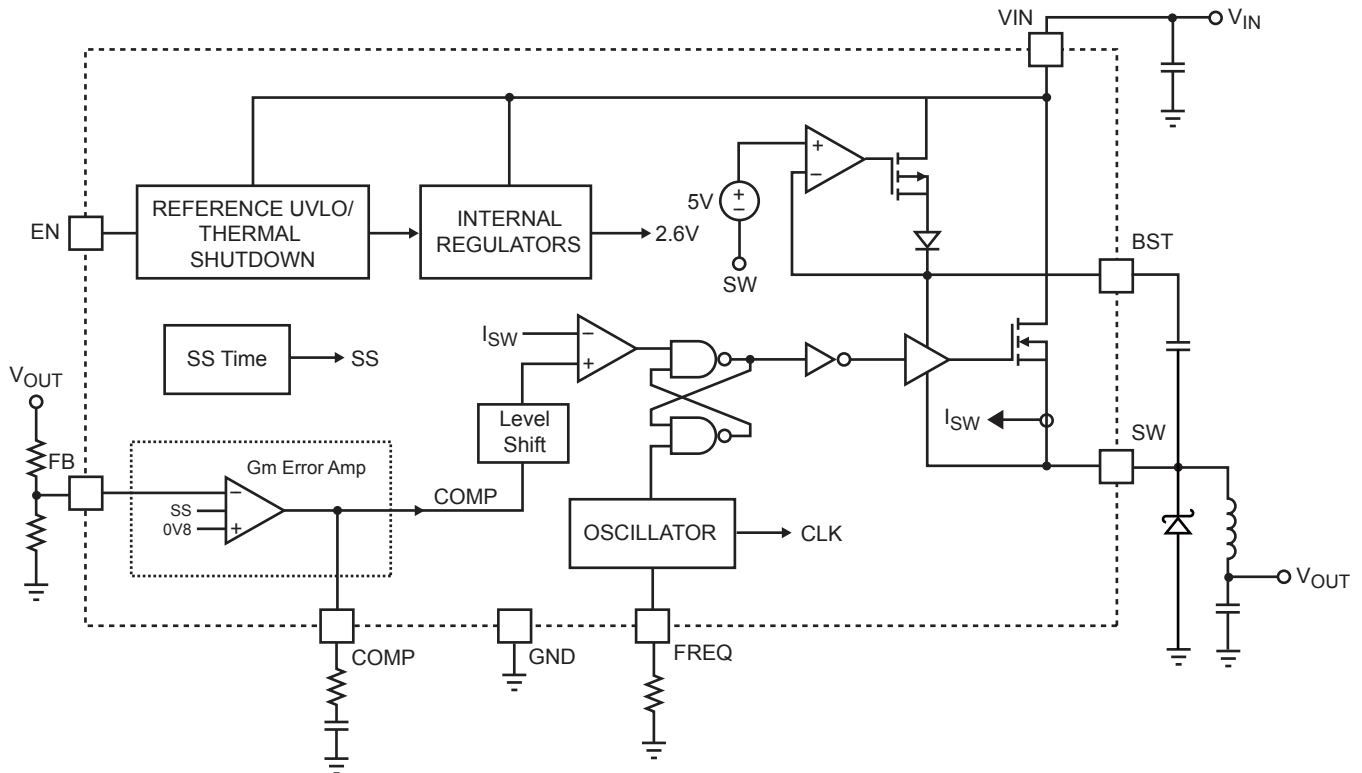 VIN
V_IN
EN
REFERENCE UVLO/
THERMAL
SHUTDOWN
INTERNAL
REGULATORS
2.6V
5V
+
−
SW
+
−
BST
SS Time
SS
I_SW
−
+
Level
Shift
I_SW
SW
V_OUT
FB
Gm Error Amp
−
SS
0V8
+
COMP
OSCILLATOR
CLK
V_OUT
COMP
GND
FREQ